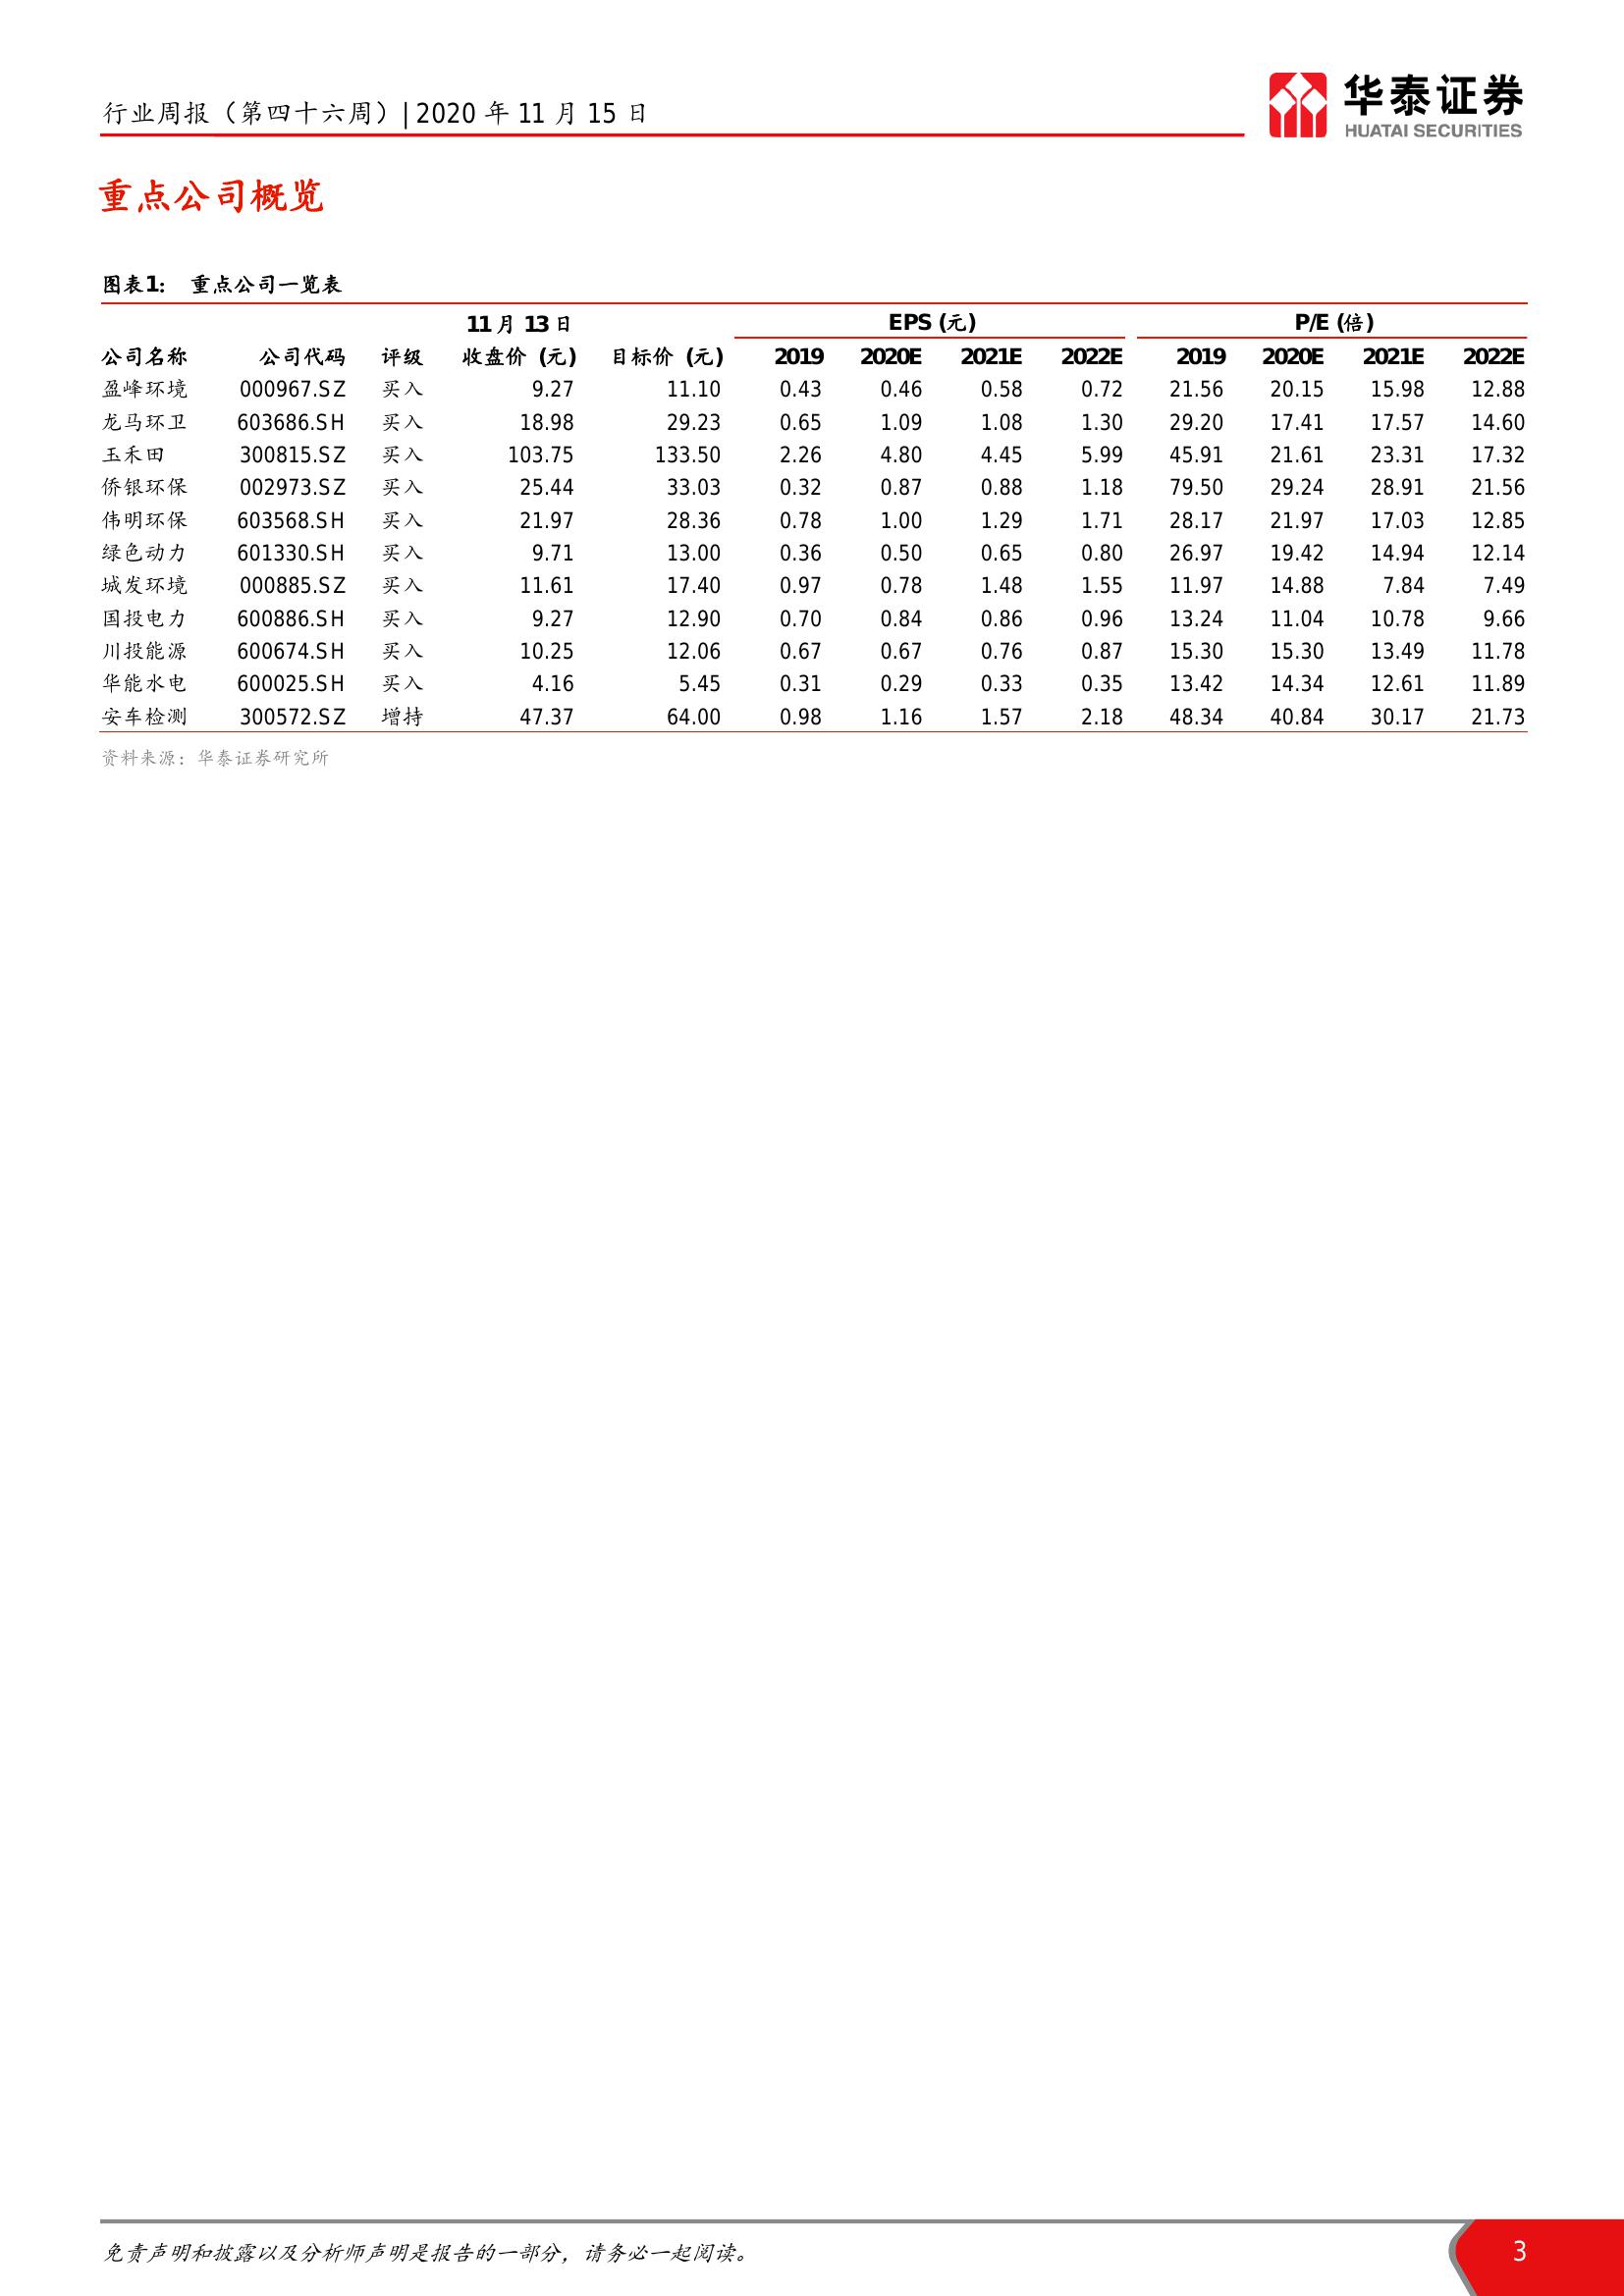 行业周报（第四十六周）| 2020 年 11 月 15 日
华泰证券
HUATAI SECURITIES
重点公司概览
图表1： 重点公司一览表
11 月 13 日 EPS (元) P/E (倍)
公司名称 公司代码 评级 收盘价 (元) 目标价 (元) 2019 2020E 2021E 2022E 2019 2020E 2021E 2022E
盈峰环境 000967.SZ 买入 9.27 11.10 0.43 0.46 0.58 0.72 21.56 20.15 15.98 12.88
龙马环卫 603686.SH 买入 18.98 29.23 0.65 1.09 1.08 1.30 29.20 17.41 17.57 14.60
玉禾田 300815.SZ 买入 103.75 133.50 2.26 4.80 4.45 5.99 45.91 21.61 23.31 17.32
侨银环保 002973.SZ 买入 25.44 33.03 0.32 0.87 0.88 1.18 79.50 29.24 28.91 21.56
伟明环保 603568.SH 买入 21.97 28.36 0.78 1.00 1.29 1.71 28.17 21.97 17.03 12.85
绿色动力 601330.SH 买入 9.71 13.00 0.36 0.50 0.65 0.80 26.97 19.42 14.94 12.14
城发环境 000885.SZ 买入 11.61 17.40 0.97 0.78 1.48 1.55 11.97 14.88 7.84 7.49
国投电力 600886.SH 买入 9.27 12.90 0.70 0.84 0.86 0.96 13.24 11.04 10.78 9.66
川投能源 600674.SH 买入 10.25 12.06 0.67 0.67 0.76 0.87 15.30 15.30 13.49 11.78
华能水电 600025.SH 买入 4.16 5.45 0.31 0.29 0.33 0.35 13.42 14.34 12.61 11.89
安车检测 300572.SZ 增持 47.37 64.00 0.98 1.16 1.57 2.18 48.34 40.84 30.17 21.73
资料来源：华泰证券研究所
免责声明和披露以及分析师声明是报告的一部分，请务必一起阅读。
3